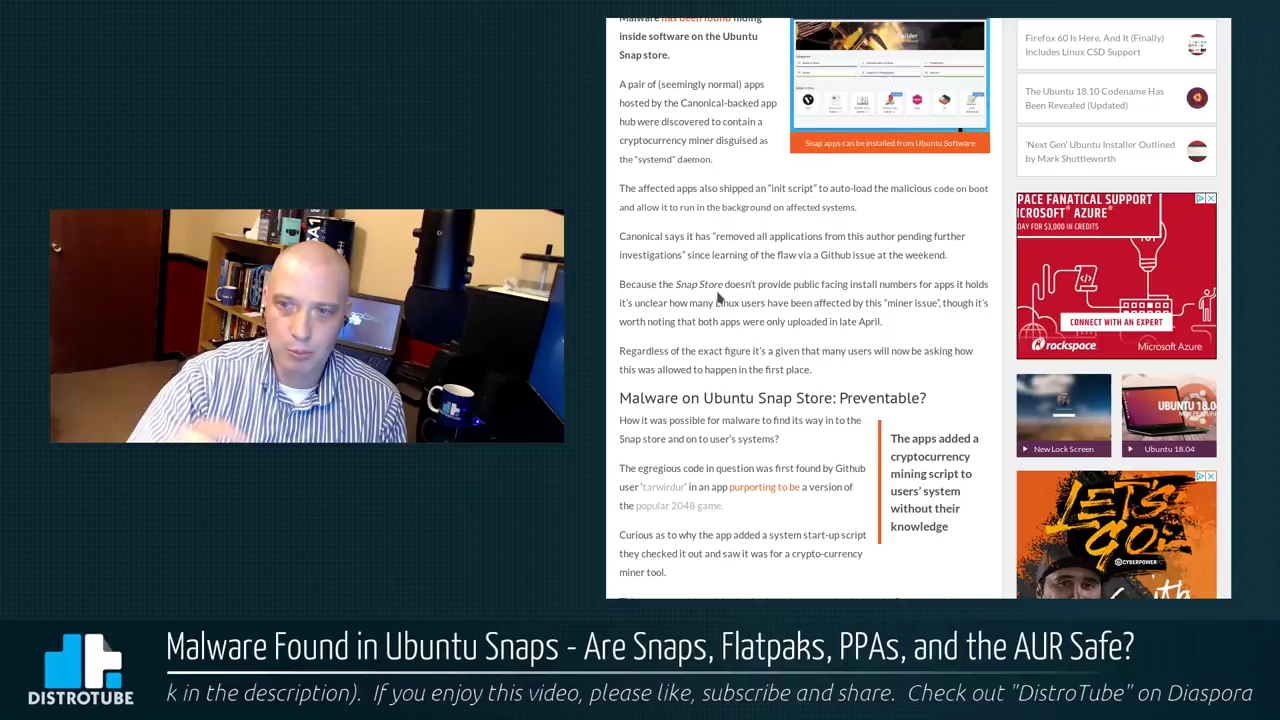 Malware has been found hiding
inside software on the Ubuntu
Snap store.
A pair of (seemingly normal) apps
hosted by the Canonical-backed app
hub were discovered to contain a
cryptocurrency miner disguised as
the “systemd” daemon.
Snap apps can be installed from Ubuntu Software
The affected apps also shipped an “init script” to auto-load the malicious code on boot
and allow it to run in the background on affected systems.
Canonical says it has “removed all applications from this author pending further
investigations” since learning of the flaw via a Github issue at the weekend.
Because the Snap Store doesn’t provide public facing install numbers for apps it holds
it’s unclear how many Linux users have been affected by this “miner issue”, though it’s
worth noting that both apps were only uploaded in late April.
Regardless of the exact figure it’s a given that many users will now be asking how
this was allowed to happen in the first place.
Malware on Ubuntu Snap Store: Preventable?
How it was possible for malware to find its way in to the
Snap store and on to user’s systems?
The egregious code in question was first found by Github
user ‘tarwirdur’ in an app purporting to be a version of
the popular 2048 game.
Curious as to why the app added a system start-up script
they checked it out and saw it was for a crypto-currency
miner tool.
The apps added a
cryptocurrency
mining script to
users’ system
without their
knowledge
Firefox 60 Is Here, And It (Finally)
Includes Linux CSD Support
The Ubuntu 18.10 Codename Has
Been Revealed (Updated)
‘Next Gen’ Ubuntu Installer Outlined
by Mark Shuttleworth
PACE FANATICAL SUPPORT
ICROSOFT® AZURE®
DAY FOR $3,000 IN CREDITS
CONNECT WITH AN EXPERT
rackspace
Microsoft Azure
New Lock Screen
UBUNTU 18.0
Ubuntu 18.04
LET'S
GO
CYBERPOWERPC
with
Malware Found in Ubuntu Snaps - Are Snaps, Flatpaks, PPAs, and the AUR Safe?
DISTROTUBE
k in the description). If you enjoy this video, please like, subscribe and share. Check out "DistroTube" on Diaspora